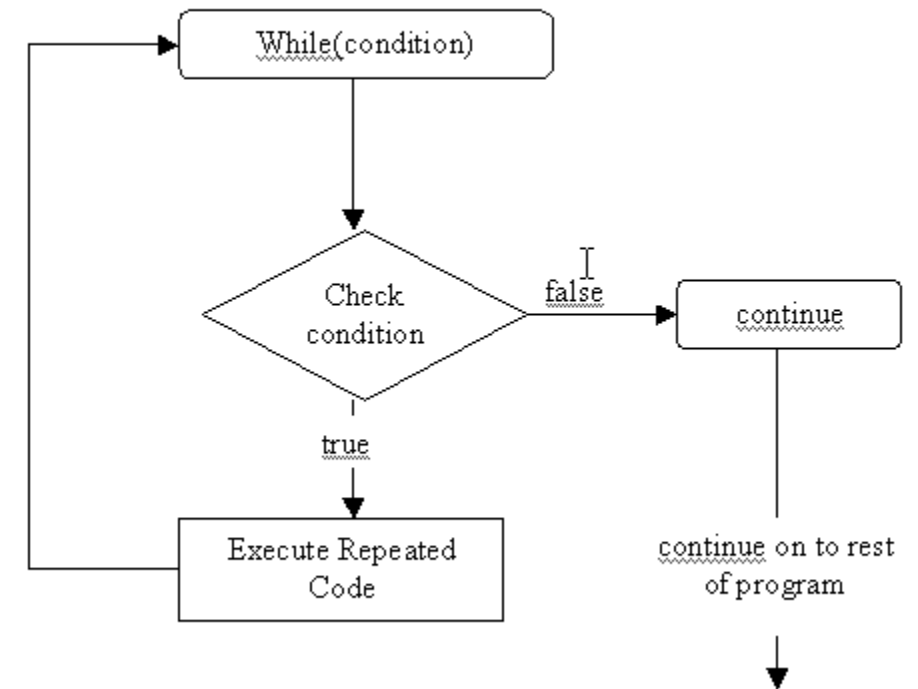 While(condition)
Check
condition
false
continue
true
Execute Repeated
Code
continue on to rest
of program